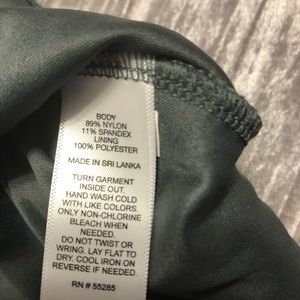 BODY
89% NYLON
11% SPANDEX
LINING
100% POLYESTER
MADE IN SRI LANKA
TURN GARMENT
INSIDE OUT.
HAND WASH COLD
WITH LIKE COLORS.
ONLY NON-CHLORINE
BLEACH WHEN
NEEDED.
DO NOT TWIST OR
WRING. LAY FLAT TO
DRY. COOL IRON ON
REVERSE IF NEEDED.
RN # 55285